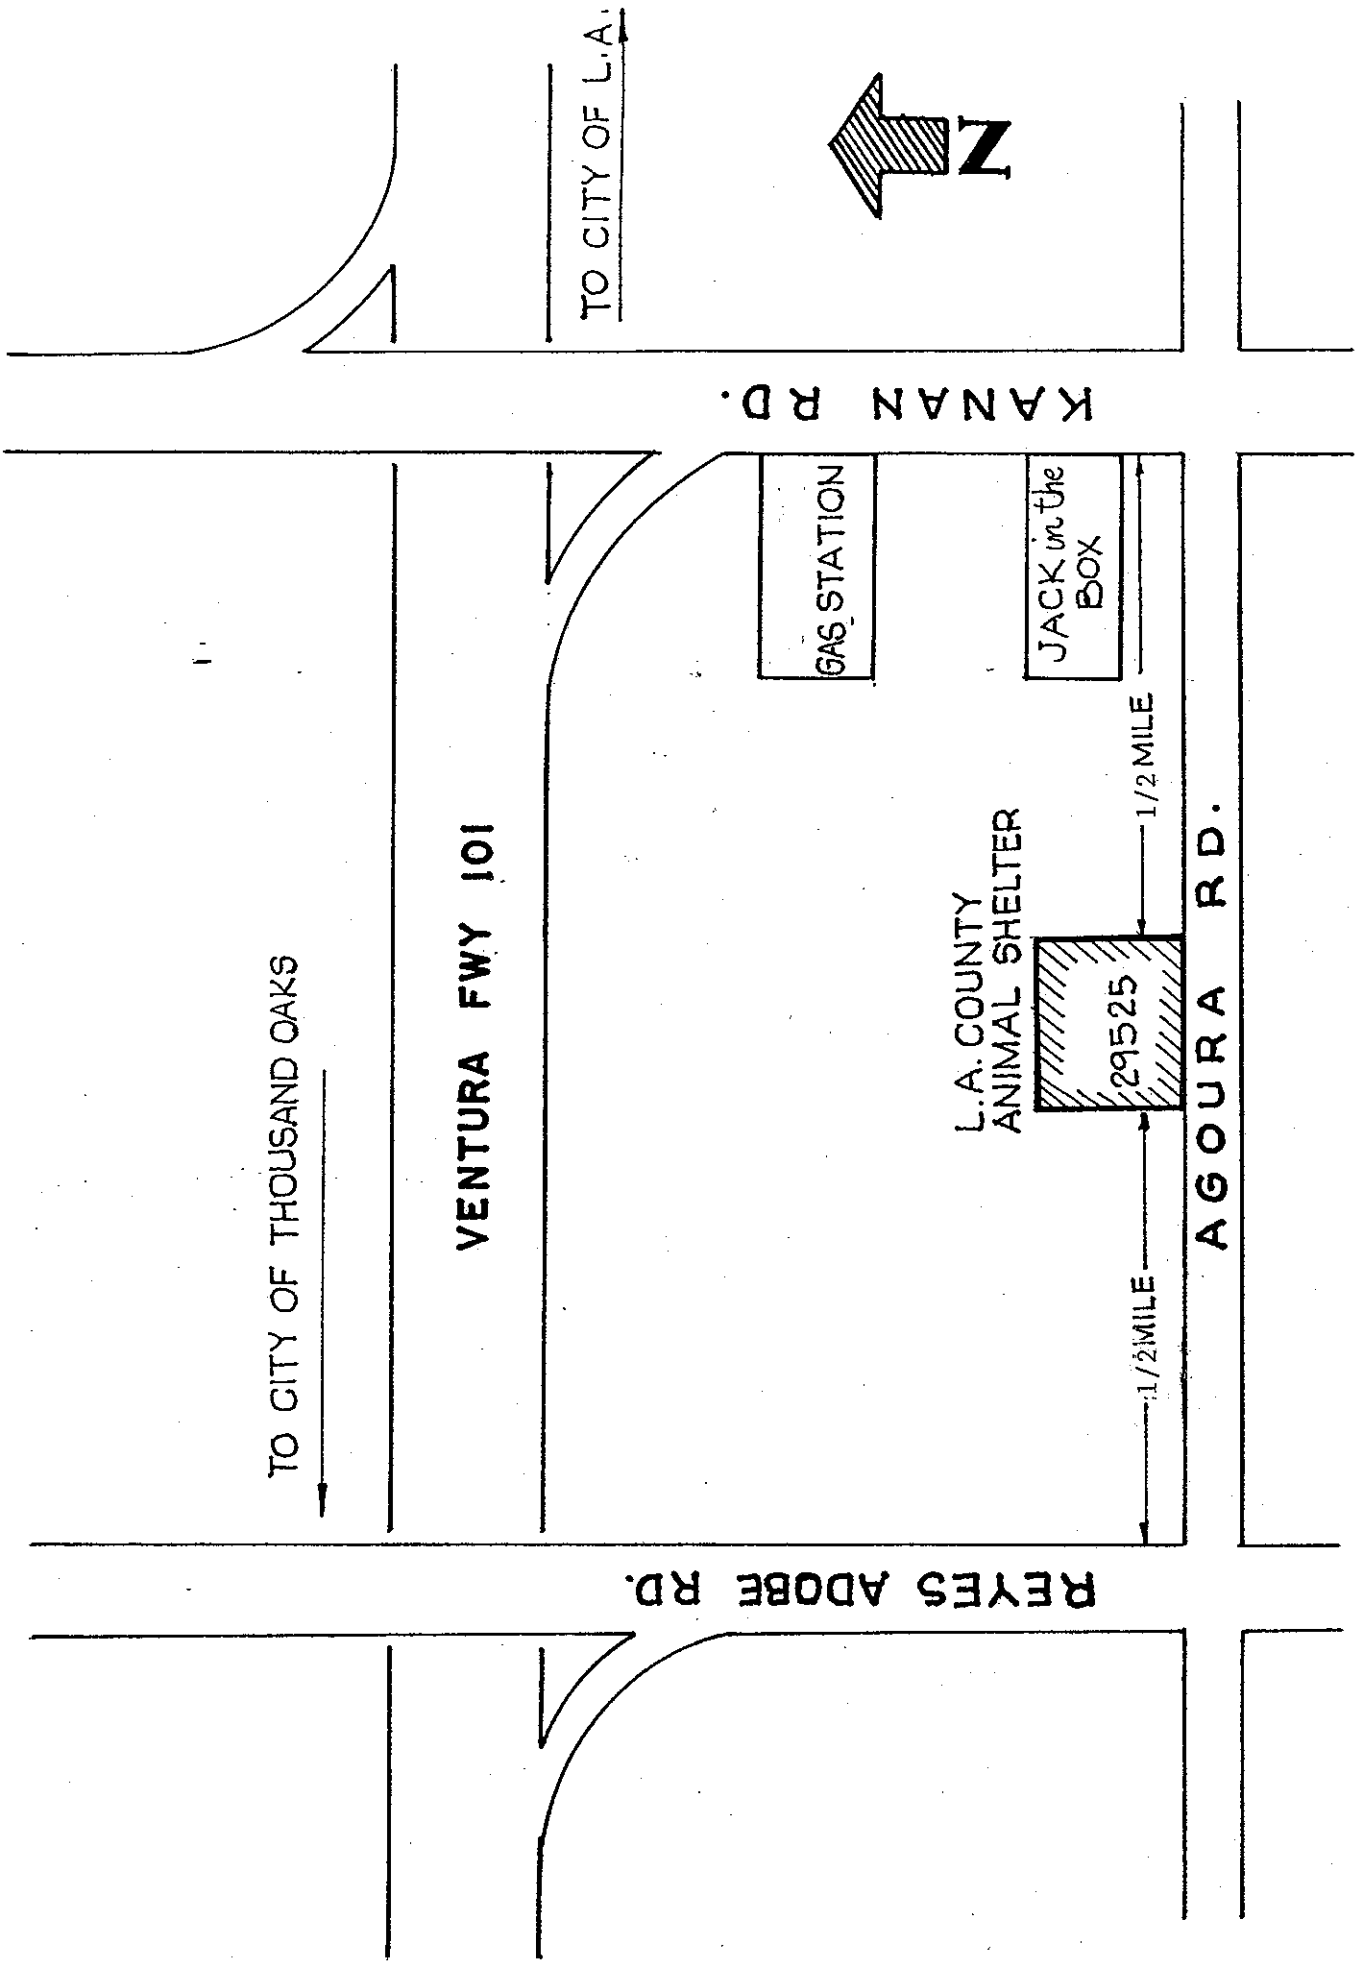 TO CITY OF THOUSAND OAKS
VENTURA FWY 101
TO CITY OF L.A.
N
KANAN RD.
GAS STATION
JACK in the
BOX
L.A. COUNTY
ANIMAL SHELTER
29525
1/2 MILE
1/2 MILE
AGOURA RD.
REYES ADOBE RD.